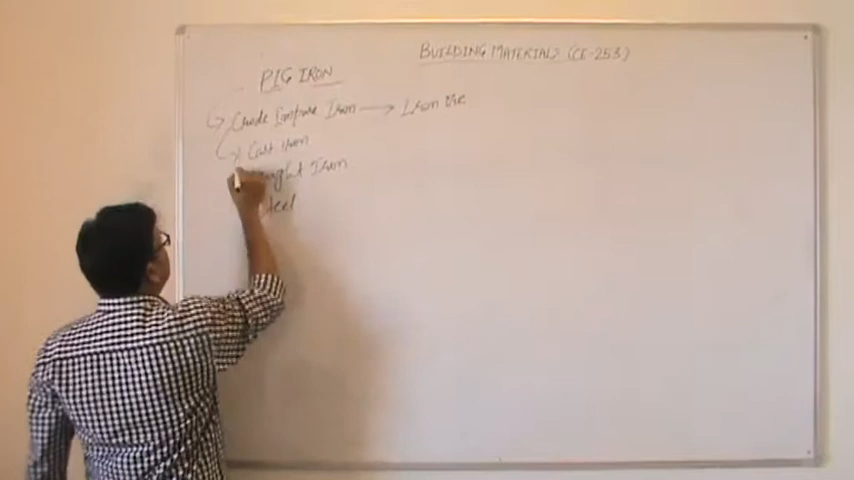 BUILDING MATERIALS (CE-253)
PIG IRON
Crude Impure Iron → Iron Ore
Cast Iron
Iron